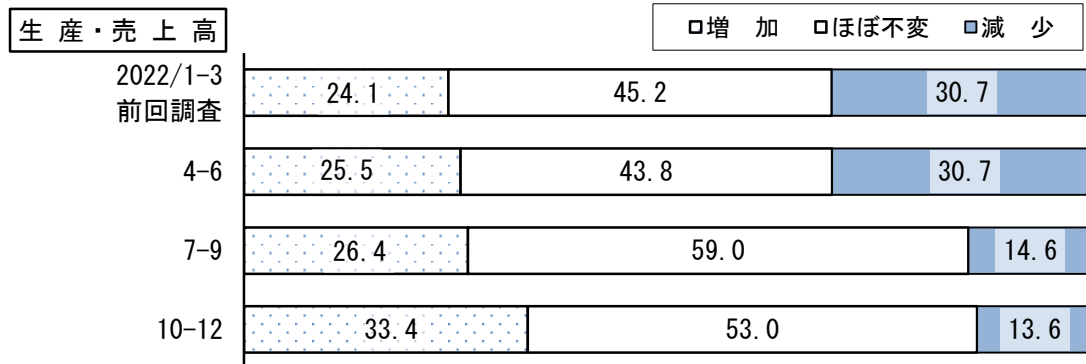 生産・売上高
□増　加　□ほぼ不変　■減　少
2022/1-3
前回調査
24.1 45.2 30.7
4-6 25.5 43.8 30.7
7-9 26.4 59.0 14.6
10-12 33.4 53.0 13.6